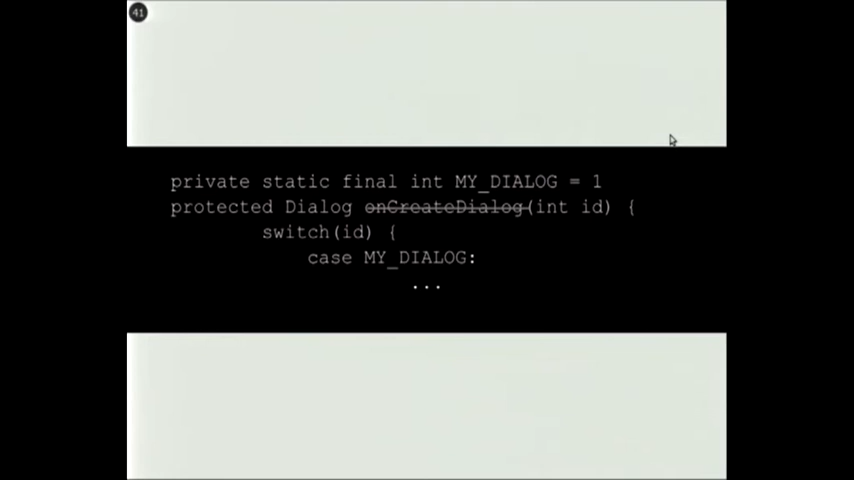 41
private static final int MY_DIALOG = 1
protected Dialog onCreateDialog(int id) {
switch(id) {
case MY_DIALOG:
...